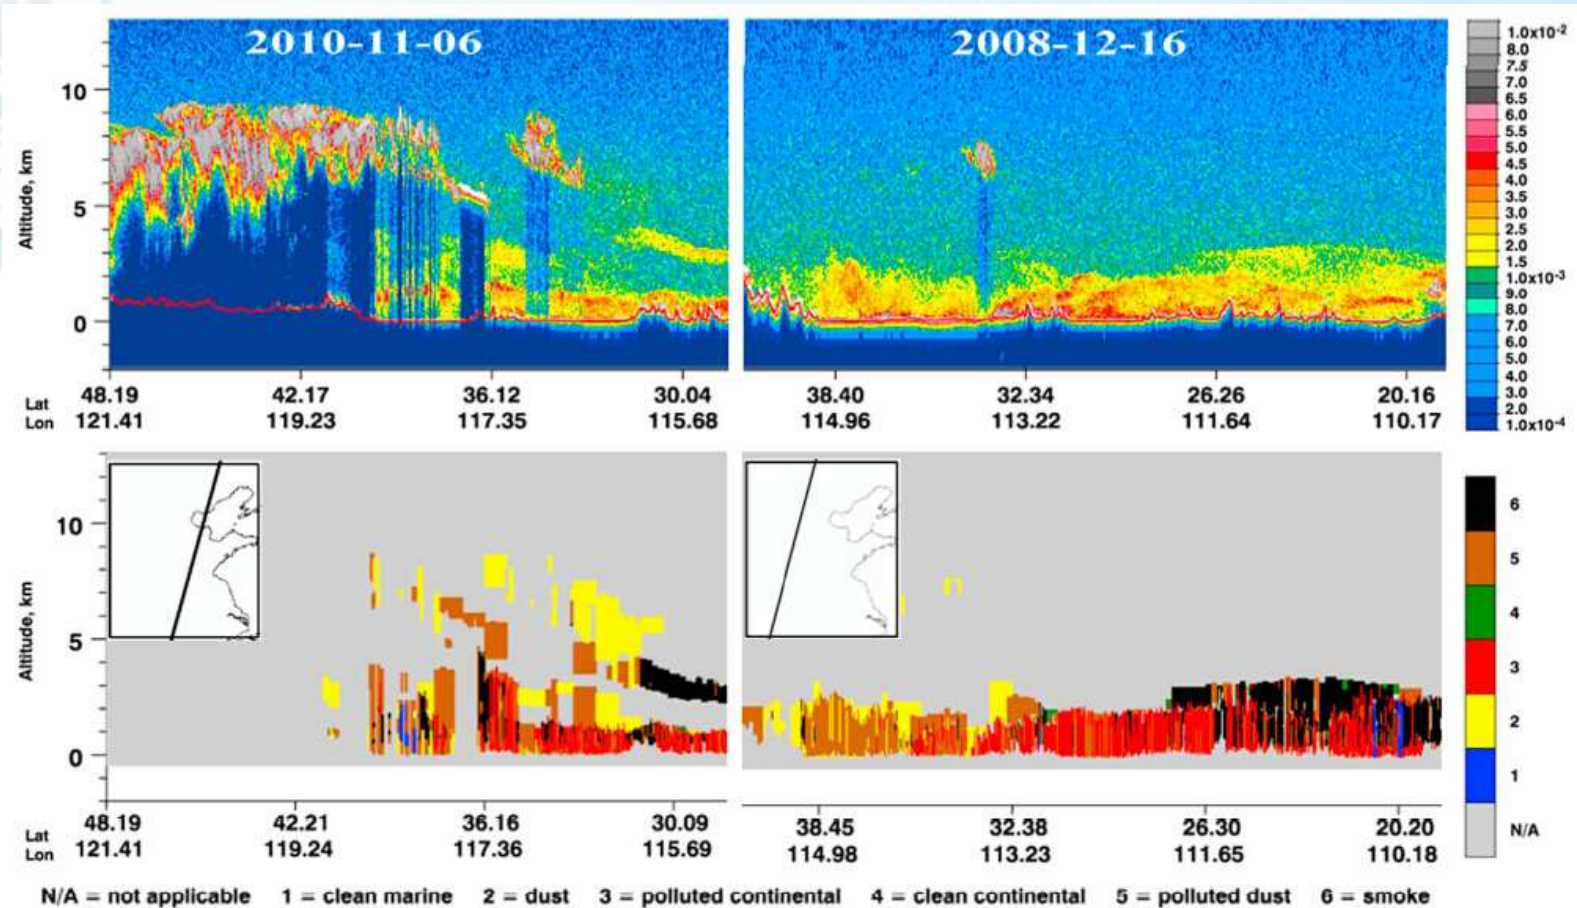 2010-11-06
2008-12-16
Altitude, km
10
5
0
48.19 42.17 36.12 30.04
121.41 119.23 117.35 115.68
Lat
Lon
38.40 32.34 26.26 20.16
114.96 113.22 111.64 110.17
1.0x10-2
8.0
7.5
7.0
6.5
6.0
5.5
5.0
4.5
4.0
3.5
3.0
2.5
2.0
1.5
1.0x10-3
9.0
8.0
7.0
6.0
5.0
4.0
3.0
2.0
1.0x10-4
Altitude, km
10
5
0
48.19 42.21 36.16 30.09
121.41 119.24 117.36 115.69
Lat
Lon
38.45 32.38 26.30 20.20
114.98 113.23 111.65 110.18
6
5
4
3
2
1
N/A
N/A = not applicable 1 = clean marine 2 = dust 3 = polluted continental 4 = clean continental 5 = polluted dust 6 = smoke